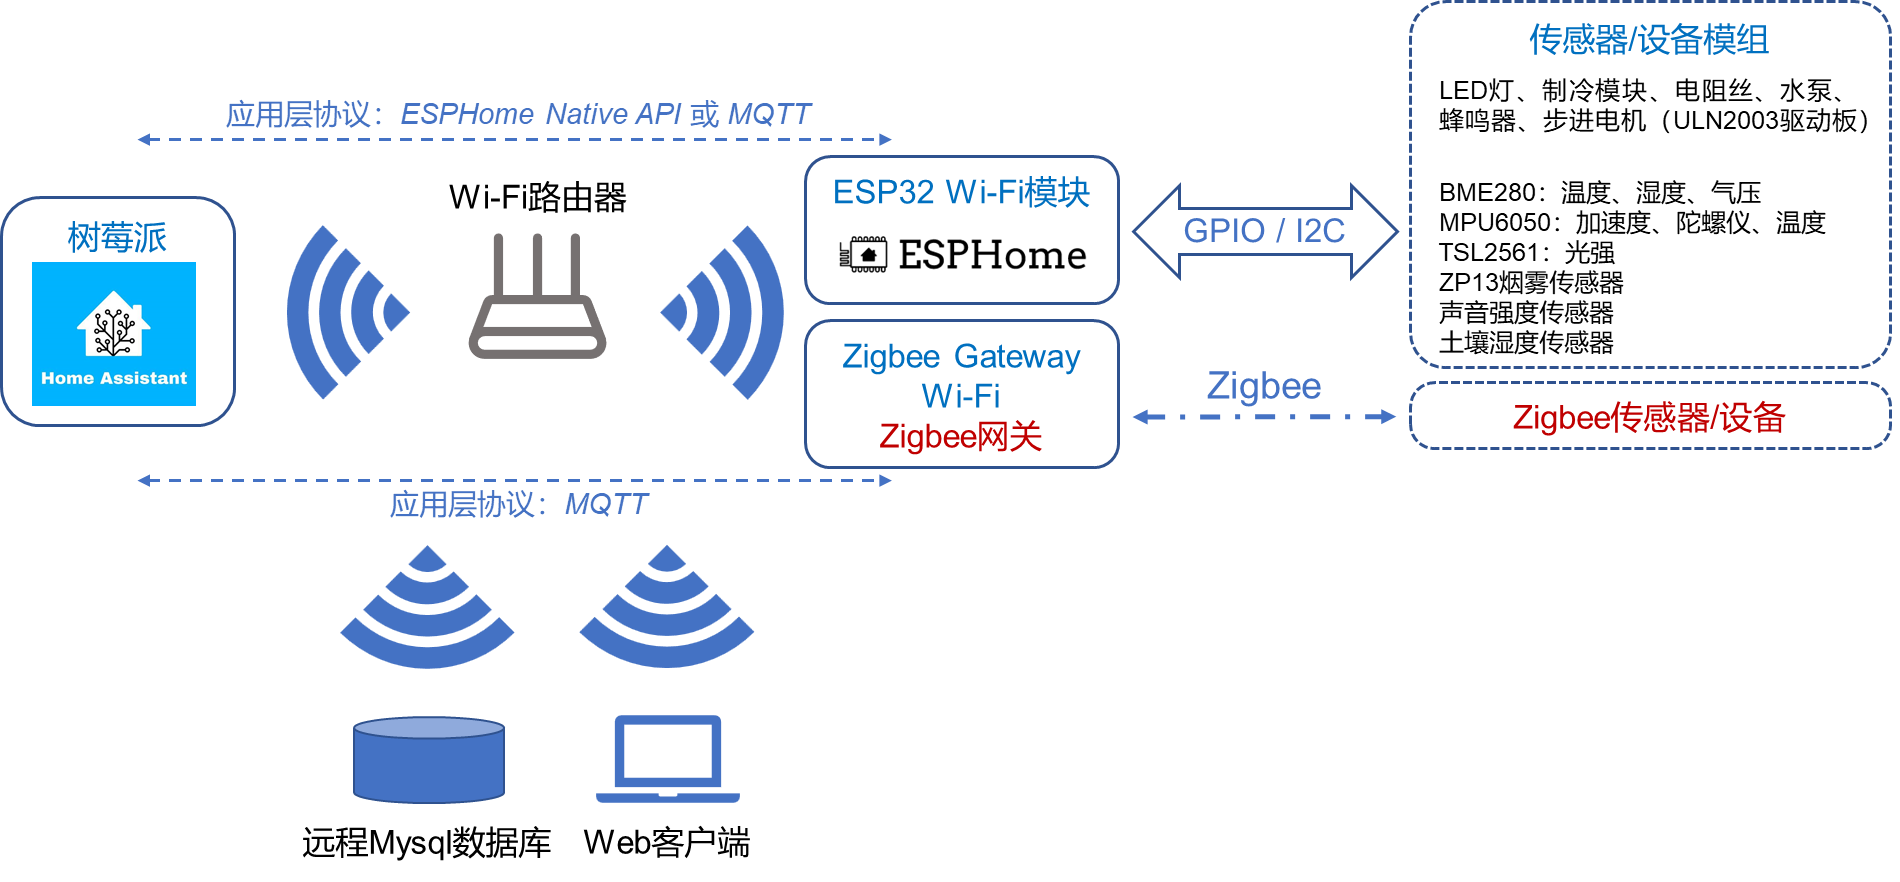 应用层协议：ESPHome Native API 或 MQTT
树莓派
Home Assistant
Wi-Fi路由器
ESP32 Wi-Fi模块
ESPHome
Zigbee Gateway
Wi-Fi
Zigbee网关
GPIO / I2C
Zigbee
传感器/设备模组
LED灯、制冷模块、电阻丝、水泵、
蜂鸣器、步进电机（ULN2003驱动板）
BME280：温度、湿度、气压
MPU6050：加速度、陀螺仪、温度
TSL2561：光强
ZP13烟雾传感器
声音强度传感器
土壤湿度传感器
Zigbee传感器/设备
应用层协议：MQTT
远程Mysql数据库
Web客户端